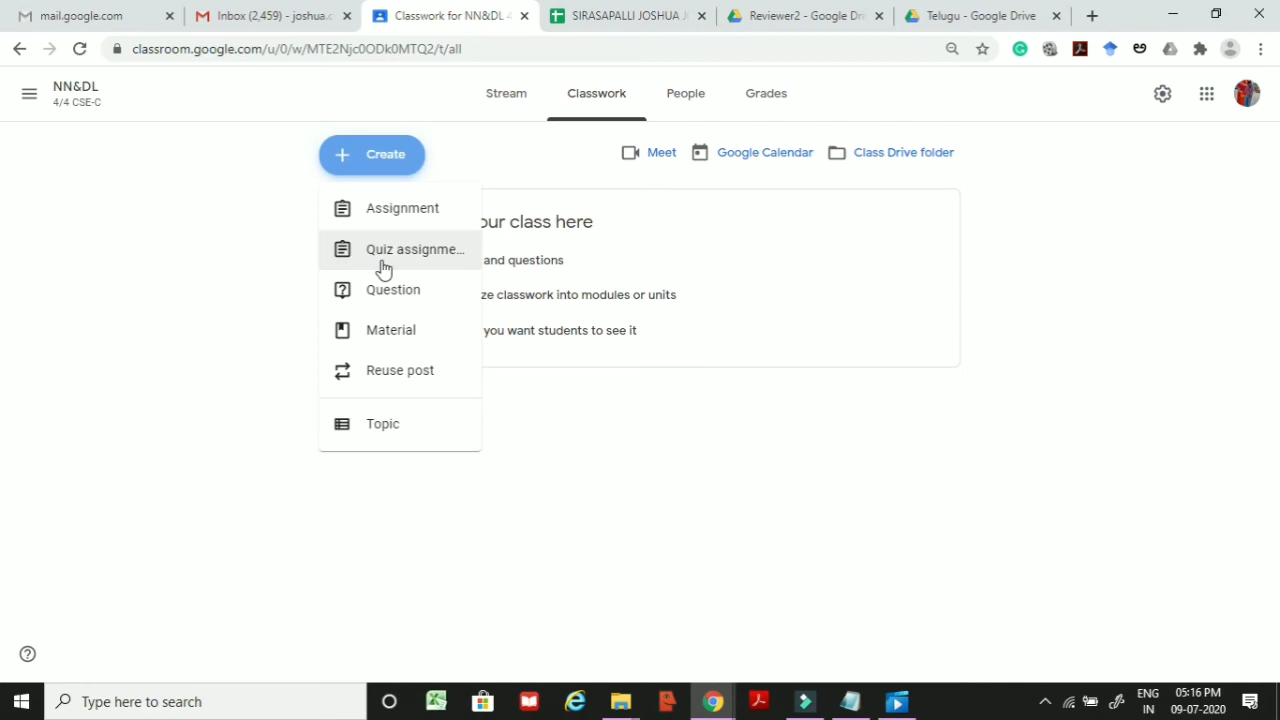 mail.google.com
Inbox (2,459) - joshua.c
Classwork for NN&DL 4
SIRASAPALLI JOSHUA J
Reviewer2 - Google Dri
Telugu - Google Drive
classroom.google.com/u/0/w/MTE2Njc0ODk0MTQ2/t/all
NN&DL
4/4 CSE-C
Stream
Classwork
People
Grades
Create
Meet
Google Calendar
Class Drive folder
Assignment
our class here
Quiz assignme...
and questions
Question
ze classwork into modules or units
Material
you want students to see it
Reuse post
Topic
Type here to search
ENG
IN
05:16 PM
09-07-2020